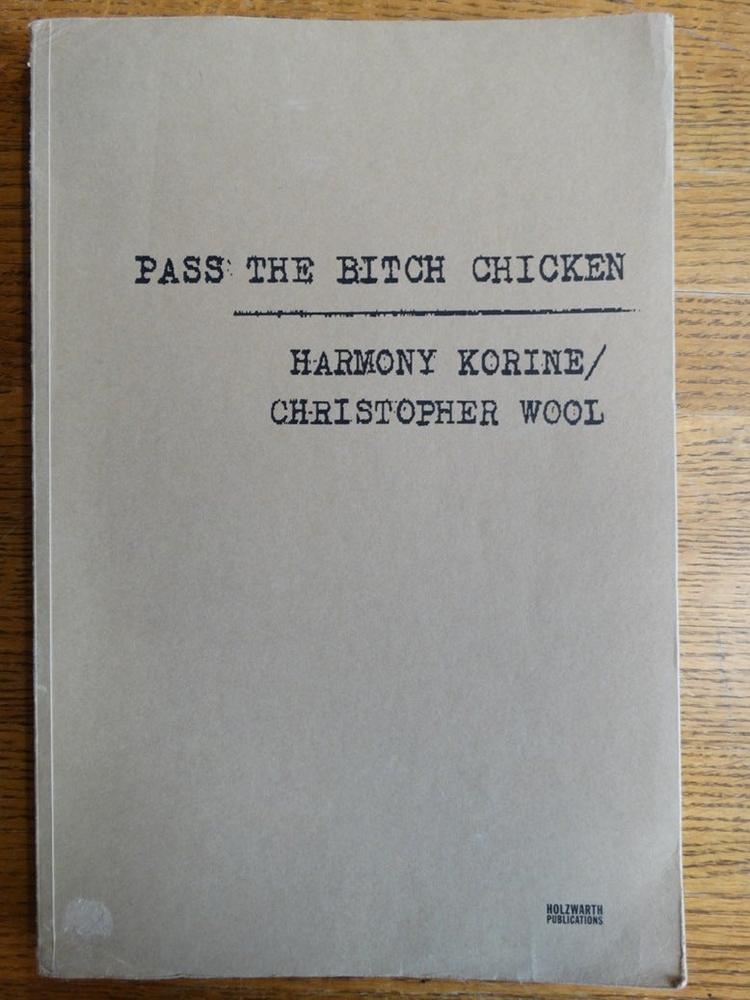 PASS THE BITCH CHICKEN
HARMONY KORINE/
CHRISTOPHER WOOL
HOLZWARTH
PUBLICATIONS